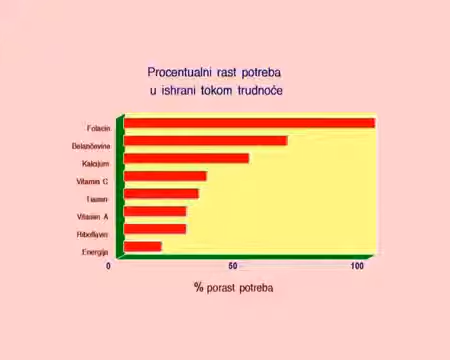 Procentualni rast potreba
u ishrani tokom trudnoće
Folacin
Belančevine
Kalcijum
Vitamin C
Tiamin
Vitamin A
Riboflavin
Energija
0 50 100
% porast potreba